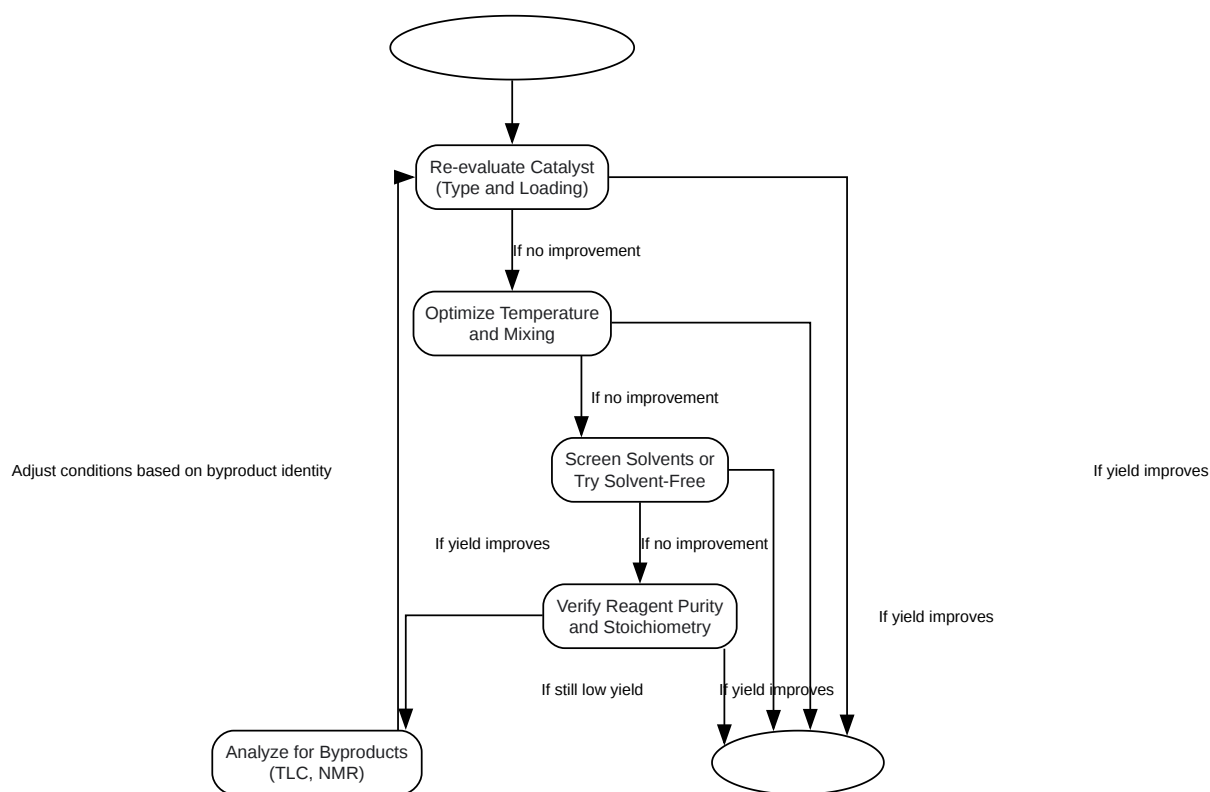 Re-evaluate Catalyst
(Type and Loading)
If no improvement
Optimize Temperature
and Mixing
If no improvement
Screen Solvents or
Try Solvent-Free
Adjust conditions based on byproduct identity
If yield improves
If yield improves
If no improvement
Verify Reagent Purity
and Stoichiometry
If yield improves
If still low yield
If yield improves
Analyze for Byproducts
(TLC, NMR)